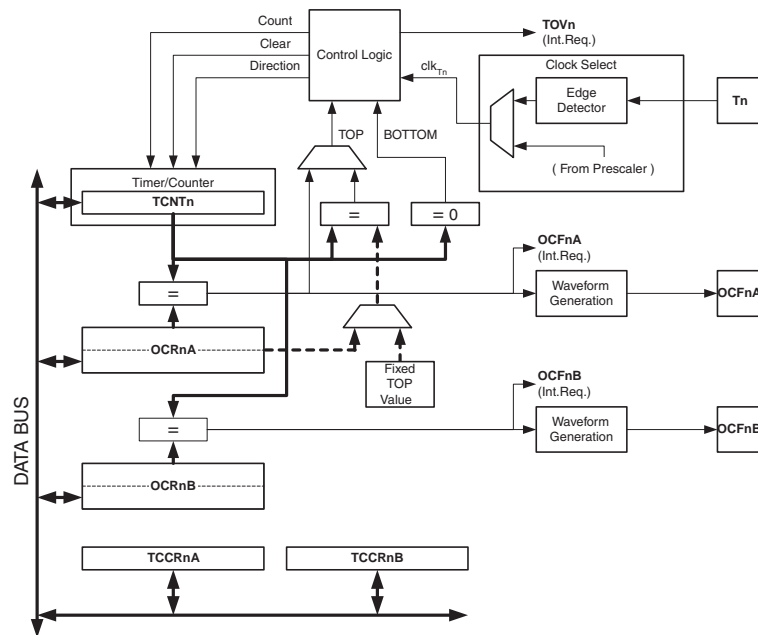 Count
Clear
Direction
Control Logic
TOVn
(Int.Req.)
clkTn
Clock Select
Edge
Detector
Tn
( From Prescaler )
TOP
BOTTOM
Timer/Counter
TCNTn
=
= 0
OCFnA
(Int.Req.)
=
Waveform
Generation
OCFnA
OCRnA
Fixed
TOP
Value
OCFnB
(Int.Req.)
=
Waveform
Generation
OCFnB
OCRnB
DATA BUS
TCCRnA
TCCRnB